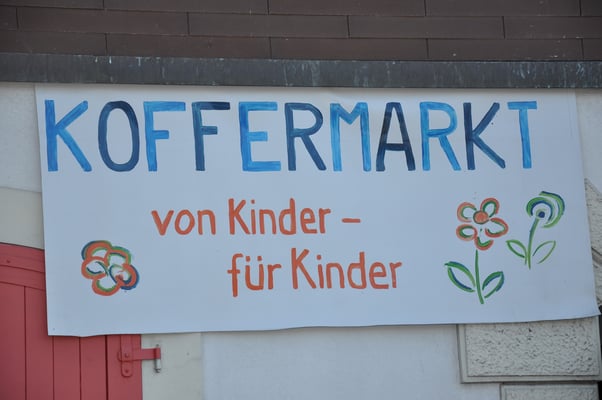 KOFFERMARKT
von Kinder –
für Kinder